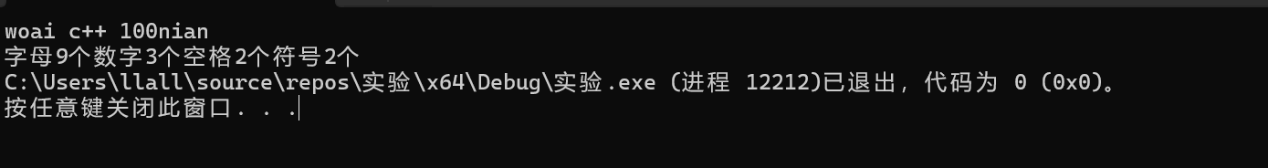 woai c++ 100nian
字母9个数字3个空格2个符号2个
C:\Users\llall\source\repos\实验\x64\Debug\实验.exe (进程 12212)已退出，代码为 0 (0x0)。
按任意键关闭此窗口. . .